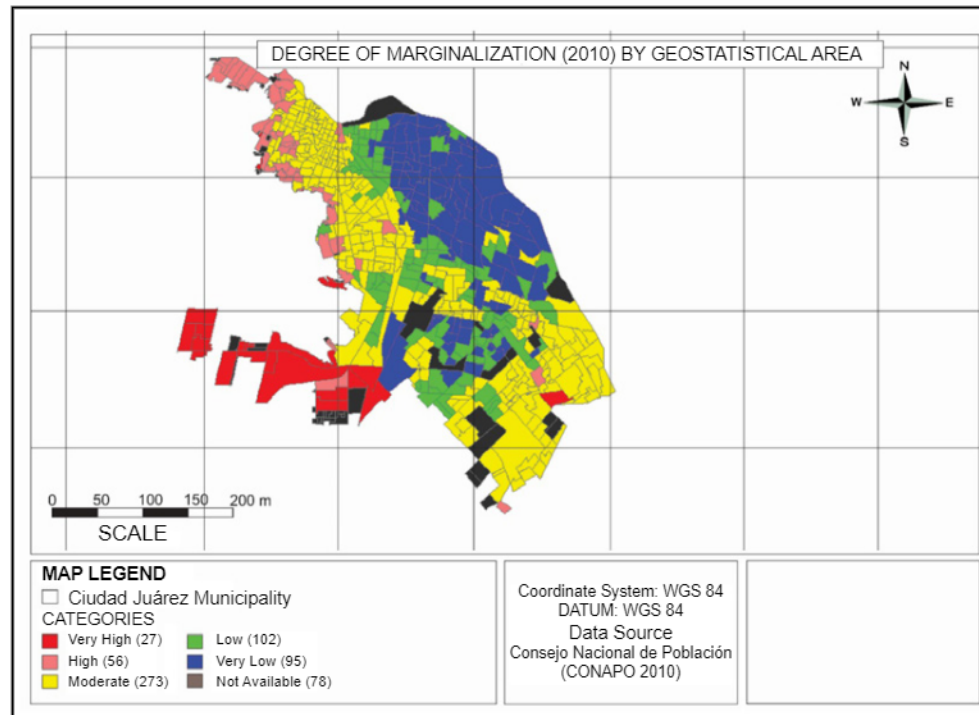 DEGREE OF MARGINALIZATION (2010) BY GEOSTATISTICAL AREA
N
W E
S
0 50 100 150 200 m
SCALE
MAP LEGEND
Ciudad Juárez Municipality
CATEGORIES
Very High (27)
High (56)
Moderate (273)
Low (102)
Very Low (95)
Not Available (78)
Coordinate System: WGS 84
DATUM: WGS 84
Data Source
Consejo Nacional de Población
(CONAPO 2010)